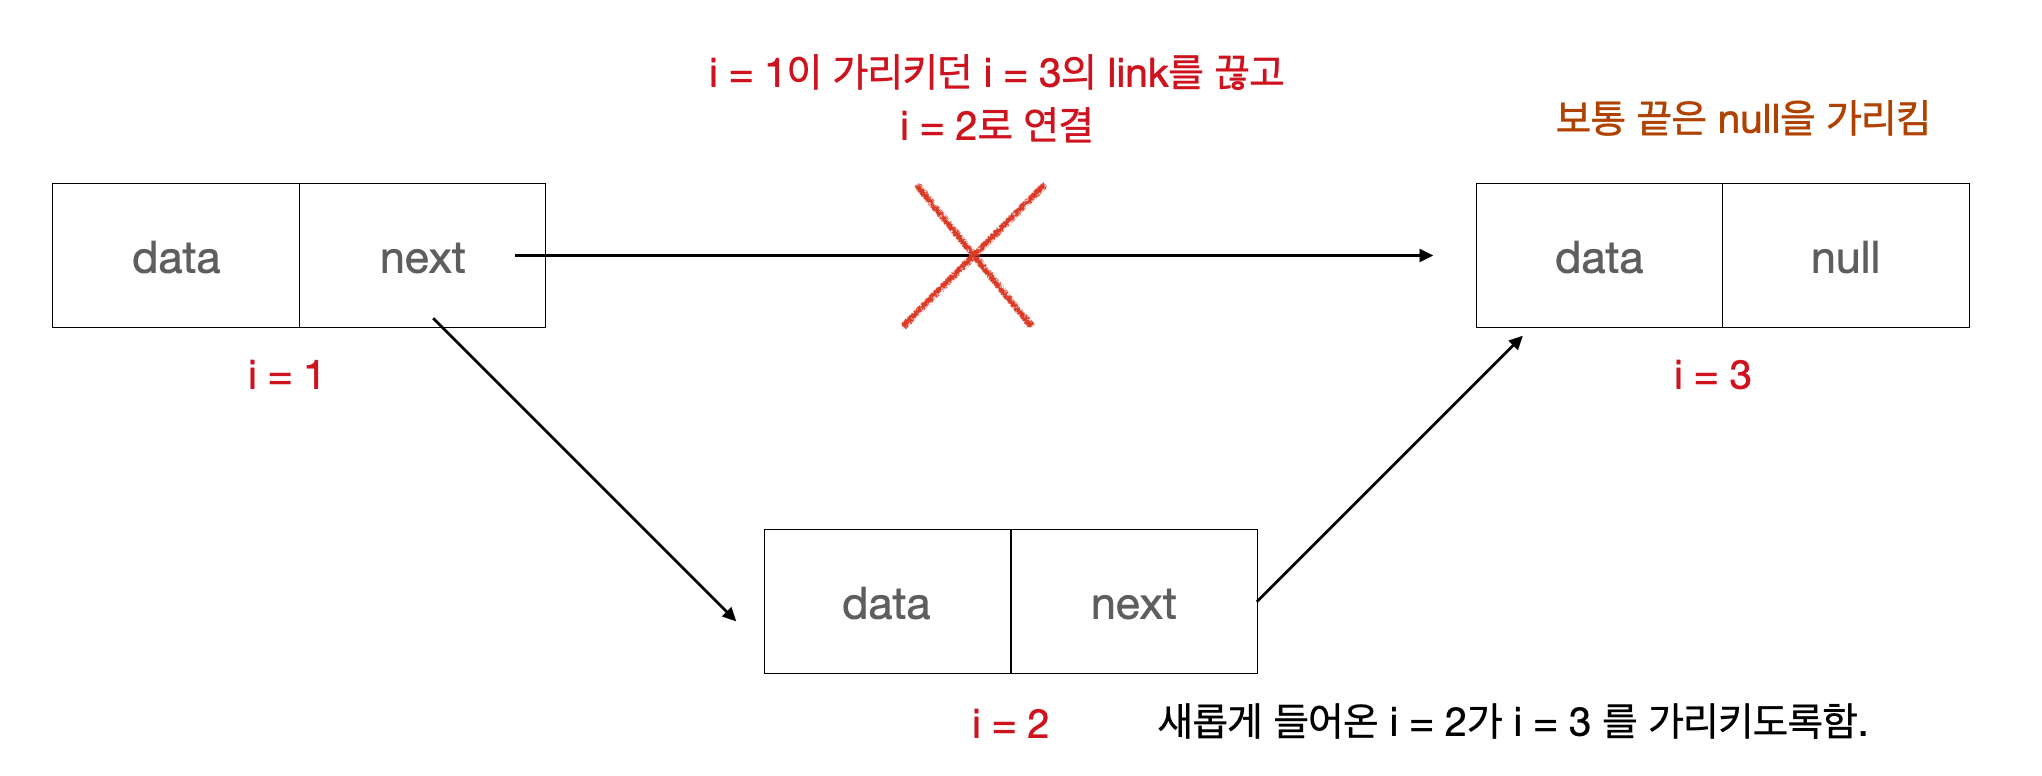 i = 1이 가리키던 i = 3의 link를 끊고
i = 2로 연결
보통 끝은 null을 가리킴
data next
data null
i = 1
i = 3
data next
i = 2
새롭게 들어온 i = 2가 i = 3 를 가리키도록함.